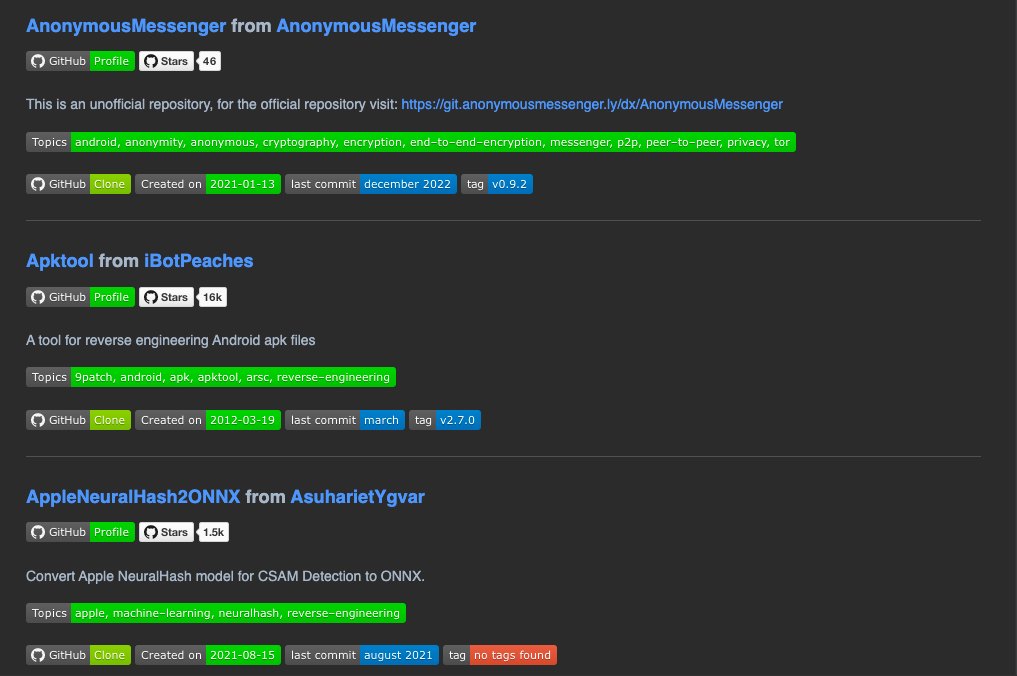 AnonymousMessenger from AnonymousMessenger
GitHub Profile Stars 46
This is an unofficial repository, for the official repository visit: https://git.anonymousmessenger.ly/dx/AnonymousMessenger
Topics android, anonymity, anonymous, cryptography, encryption, end-to-end-encryption, messenger, p2p, peer-to-peer, privacy, tor
GitHub Clone Created on 2021-01-13 last commit december 2022 tag v0.9.2
Apktool from iBotPeaches
GitHub Profile Stars 16k
A tool for reverse engineering Android apk files
Topics 9patch, android, apk, apktool, arsc, reverse-engineering
GitHub Clone Created on 2012-03-19 last commit march tag v2.7.0
AppleNeuralHash2ONNX from AsuharietYgvar
GitHub Profile Stars 1.5k
Convert Apple NeuralHash model for CSAM Detection to ONNX.
Topics apple, machine-learning, neuralhash, reverse-engineering
GitHub Clone Created on 2021-08-15 last commit august 2021 tag no tags found